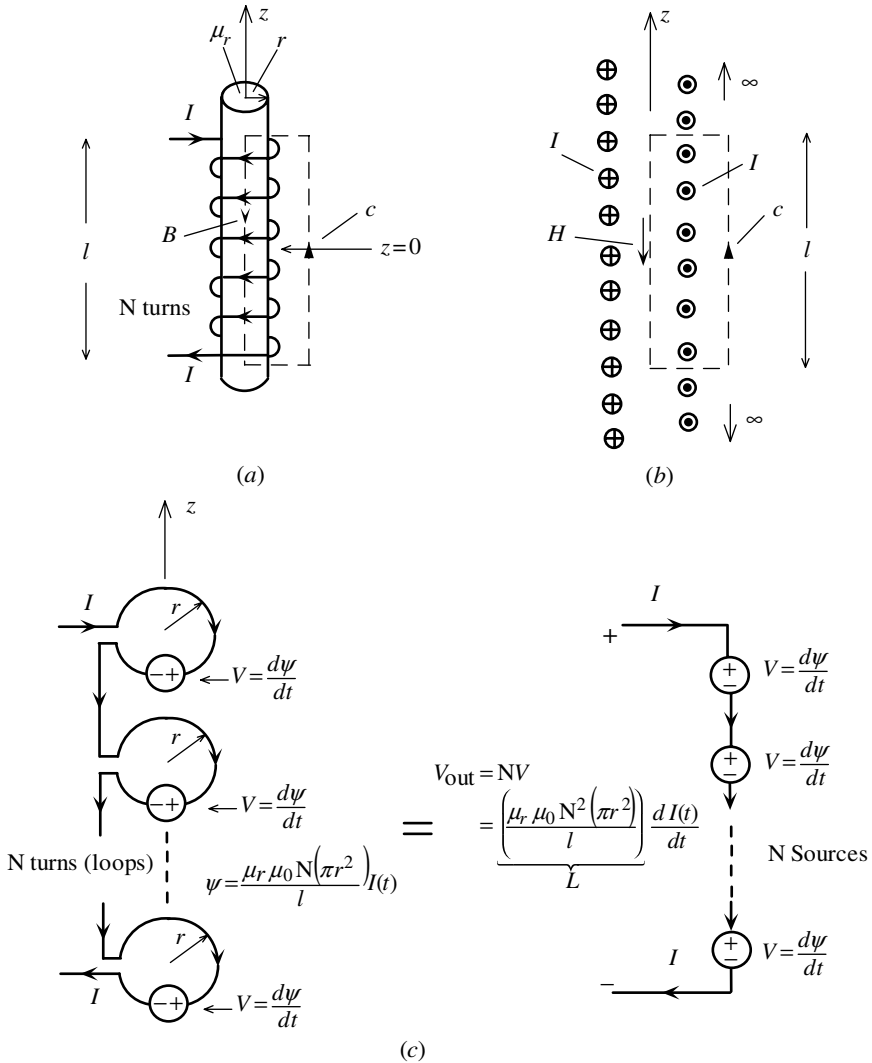 z
μr
r
I
l
B
c
z=0
N turns
I
(a)
z
∞
I
I
H
c
l
∞
(b)
z
I
r
−+
V = dψ/dt
r
−+
V = dψ/dt
N turns (loops)
ψ = μr μ0 N(πr²)/l I(t)
r
I
−+
V = dψ/dt
=
Vout = NV
= (μr μ0 N² (πr²)/l) d I(t)/dt
L
I
+
+
−
V = dψ/dt
+
−
V = dψ/dt
N Sources
+
−
V = dψ/dt
I
−
(c)